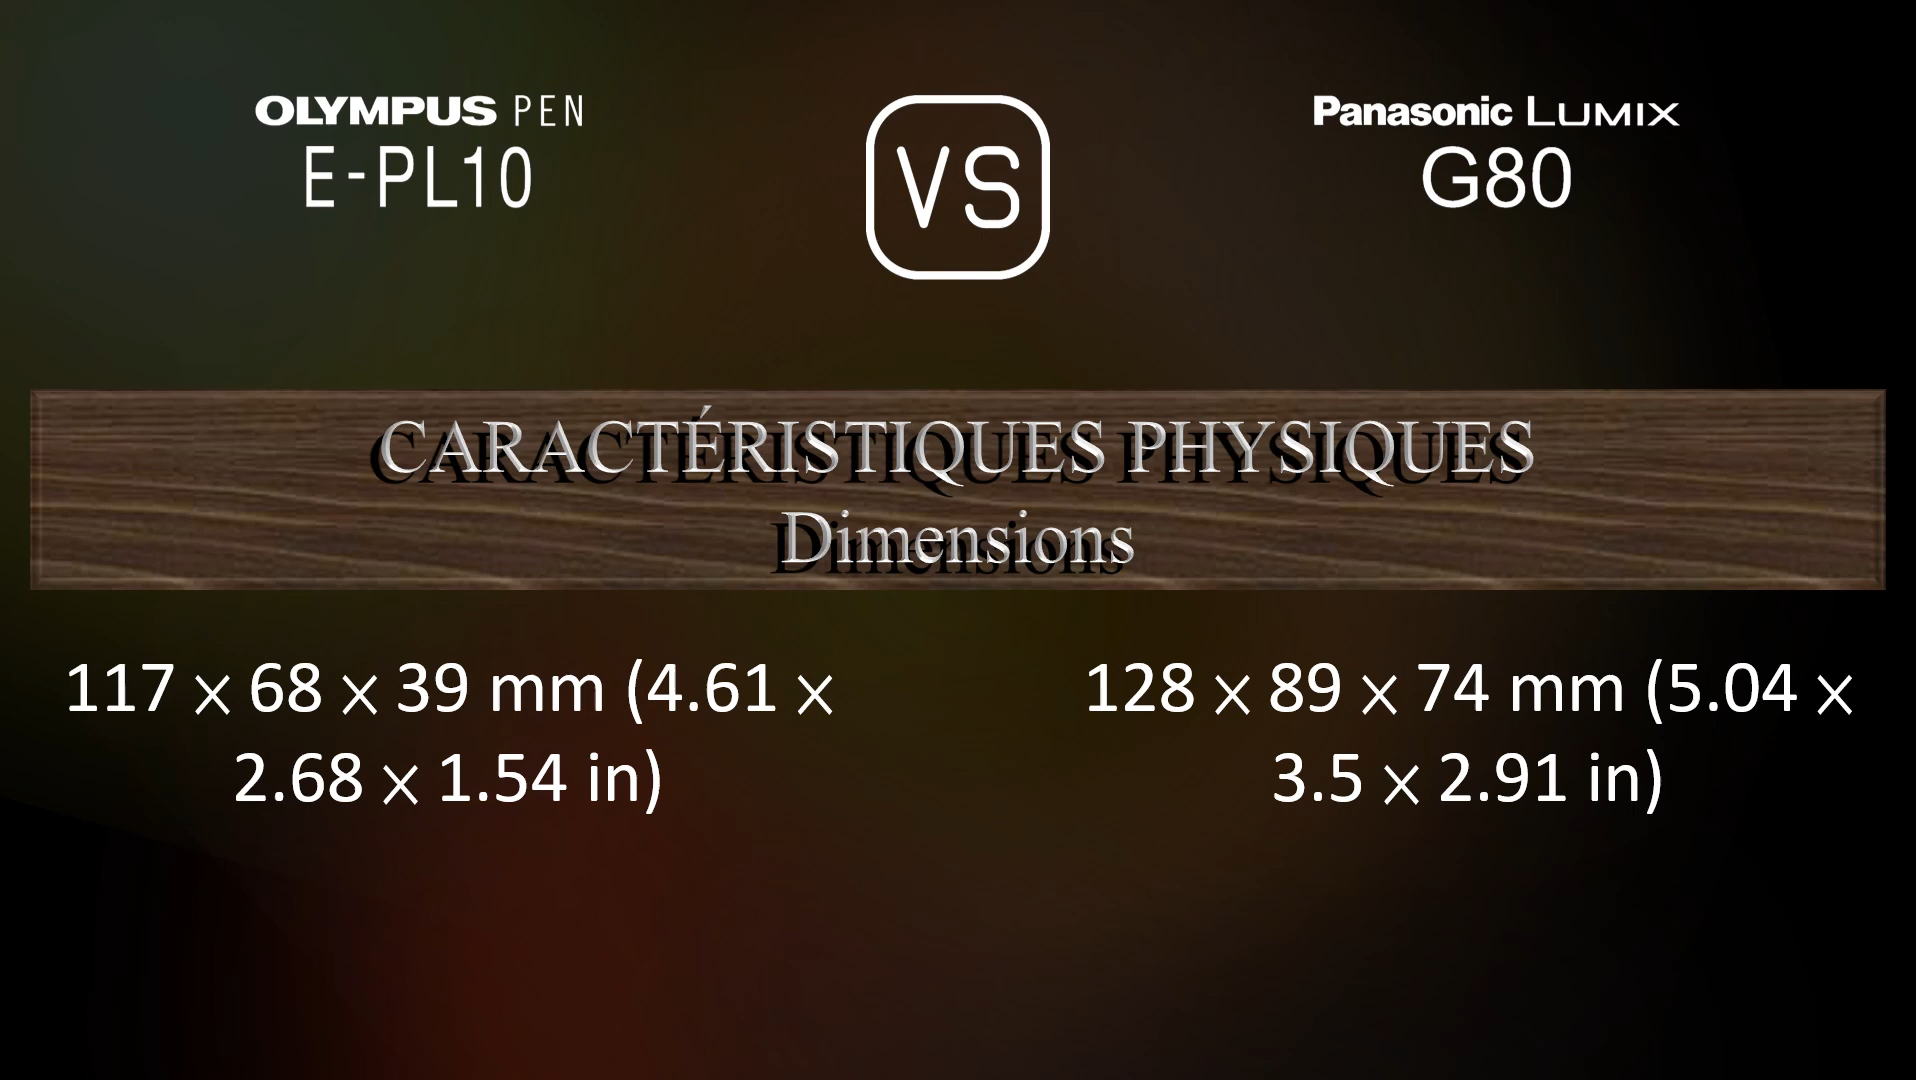 OLYMPUS PEN
E-PL10
VS
Panasonic LUMIX
G80
CARACTÉRISTIQUES PHYSIQUES
Dimensions
117 x 68 x 39 mm (4.61 x
2.68 x 1.54 in)
128 x 89 x 74 mm (5.04 x
3.5 x 2.91 in)